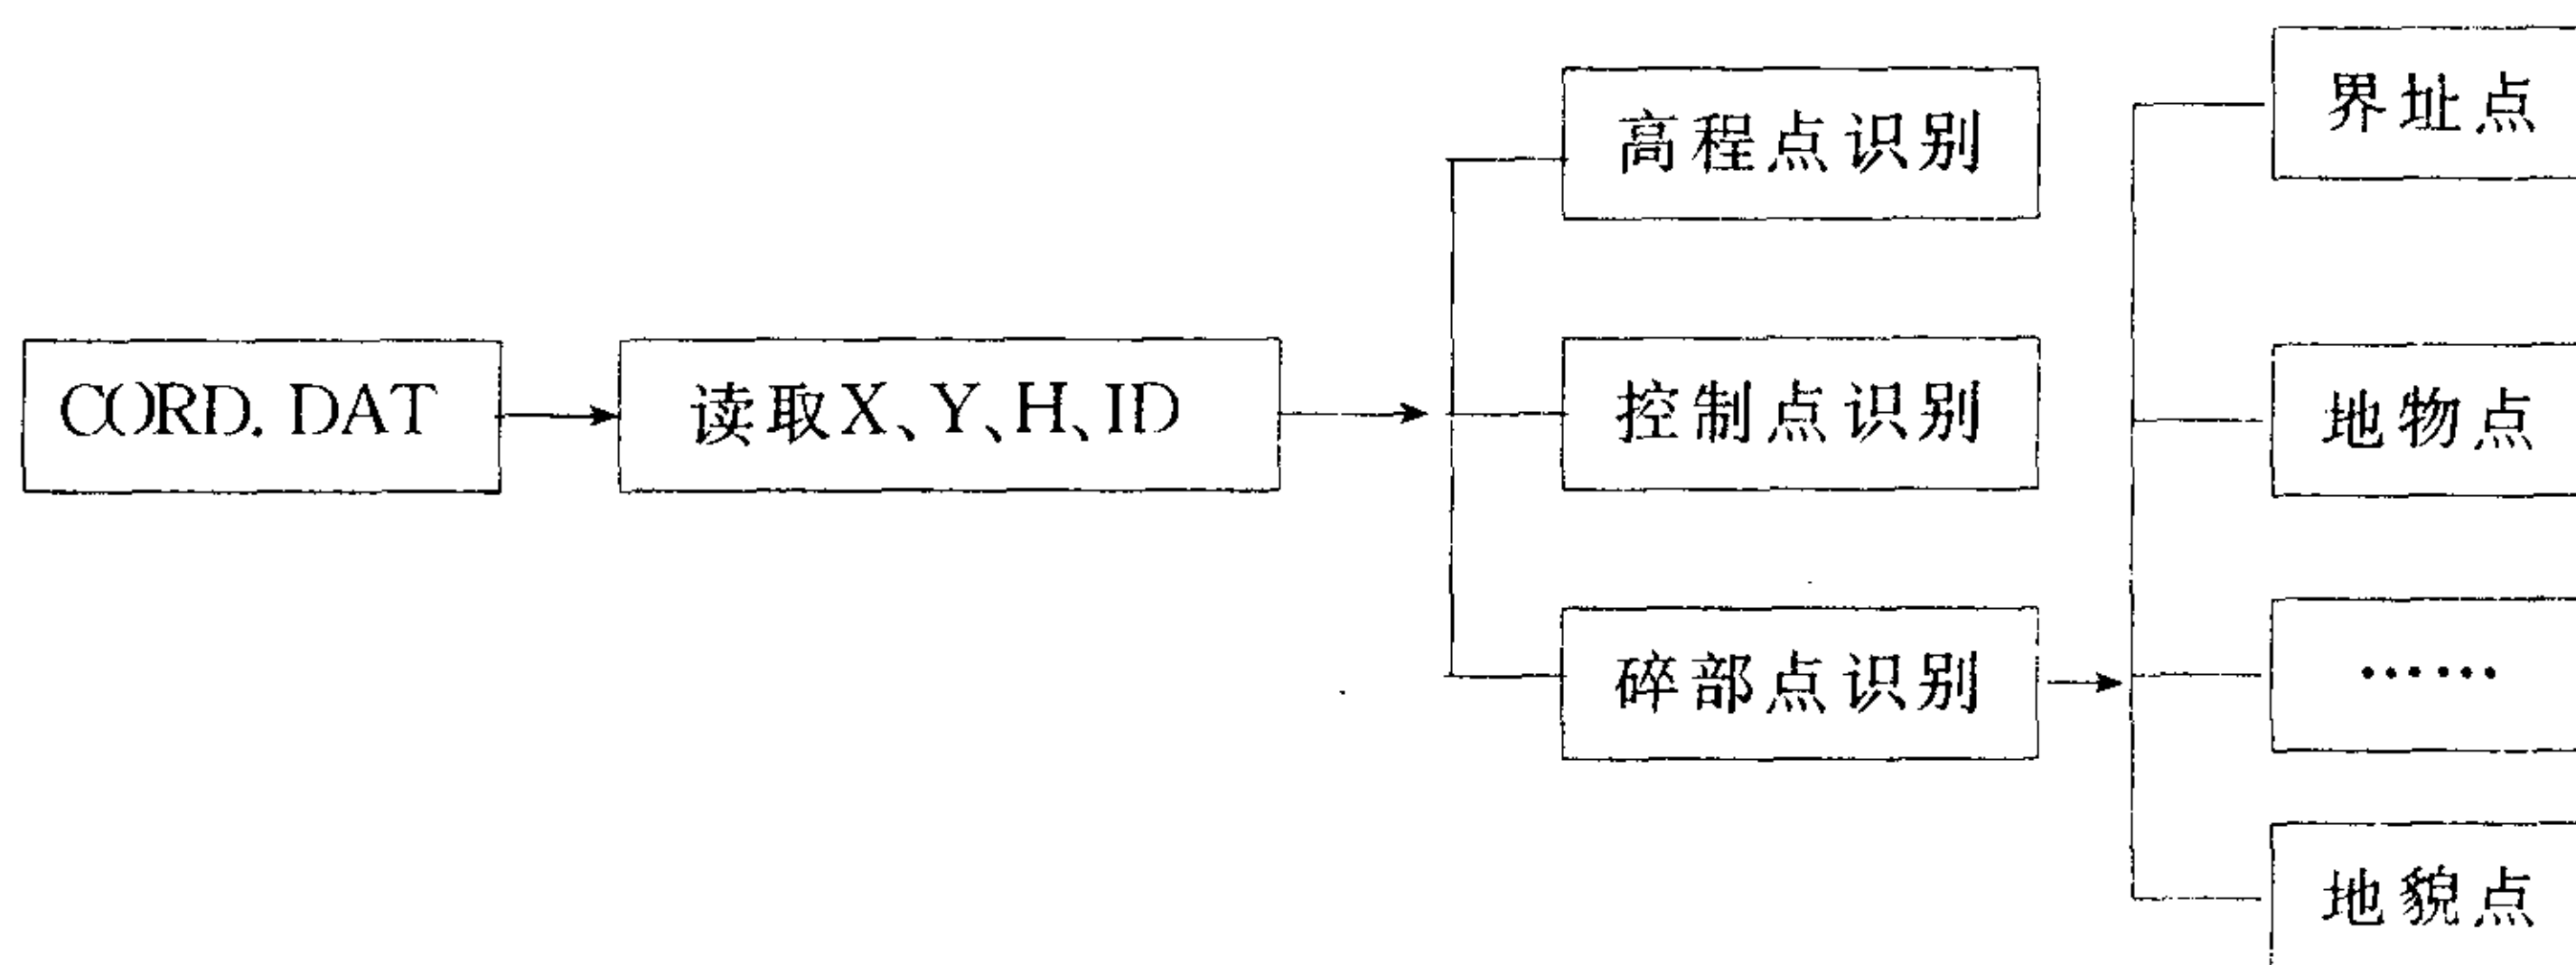 CORD. DAT
读取X、Y、H、ID
高程点识别
控制点识别
碎部点识别
界址点
地物点
……
地貌点